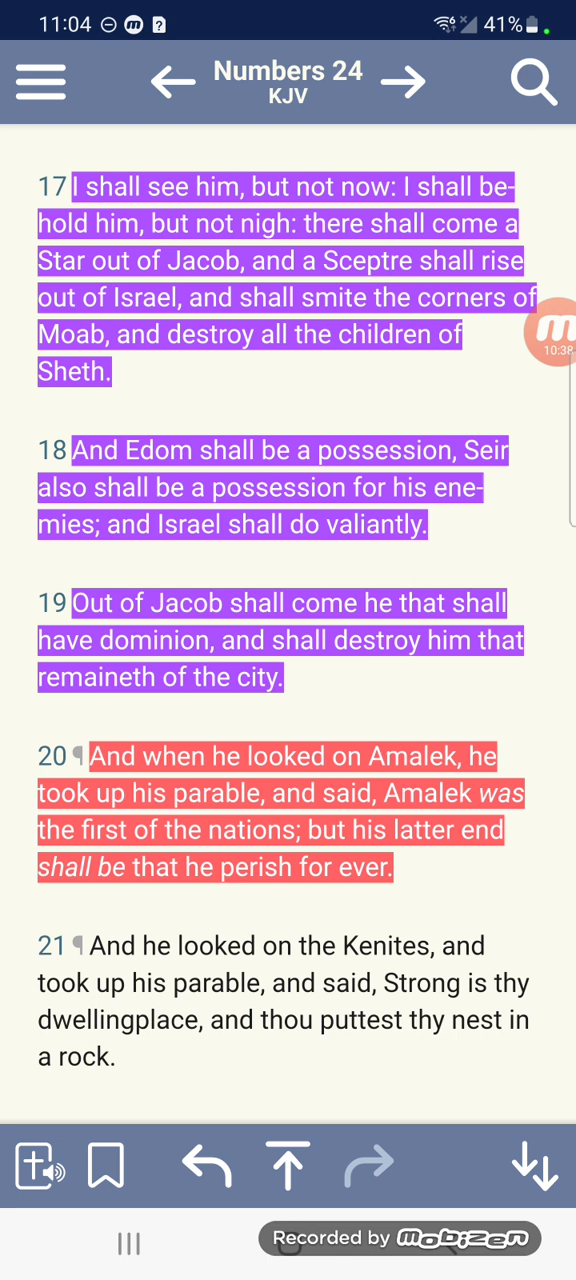 11:04
41%
Numbers 24
KJV
17 I shall see him, but not now: I shall be-
hold him, but not nigh: there shall come a
Star out of Jacob, and a Sceptre shall rise
out of Israel, and shall smite the corners of
Moab, and destroy all the children of
Sheth.
10:38
18 And Edom shall be a possession, Seir
also shall be a possession for his ene-
mies; and Israel shall do valiantly.
19 Out of Jacob shall come he that shall
have dominion, and shall destroy him that
remaineth of the city.
20 ¶ And when he looked on Amalek, he
took up his parable, and said, Amalek was
the first of the nations; but his latter end
shall be that he perish for ever.
21 ¶ And he looked on the Kenites, and
took up his parable, and said, Strong is thy
dwellingplace, and thou puttest thy nest in
a rock.
Recorded by mobizen